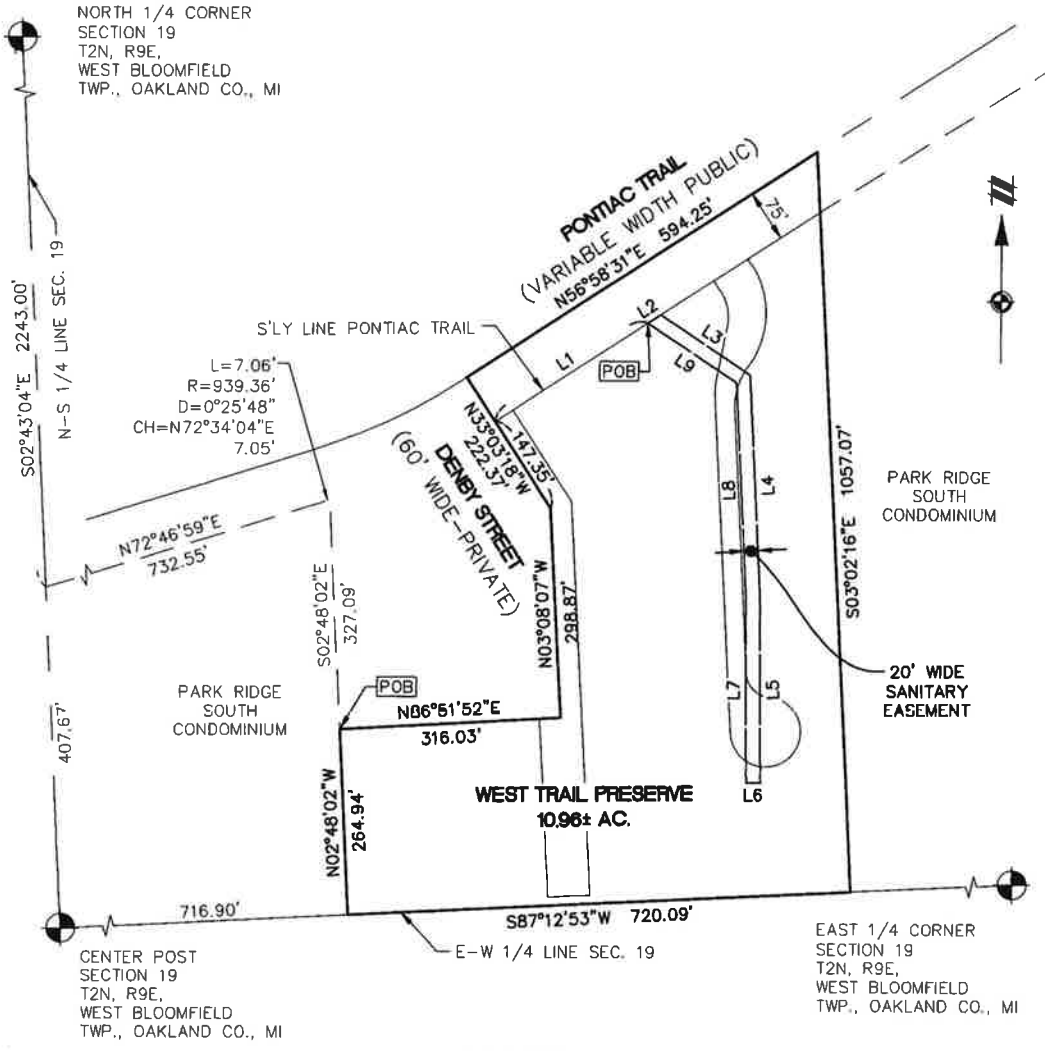 NORTH 1/4 CORNER
SECTION 19
T2N, R9E,
WEST BLOOMFIELD
TWP., OAKLAND CO., MI
S02°43'04"E 2243.00'
N-S 1/4 LINE SEC. 19
PONTIAC TRAIL
(VARIABLE WIDTH PUBLIC)
N56°58'31"E 594.25'
75'
N
S'LY LINE PONTIAC TRAIL
L1
L2
L3
L9
POB
L=7.06'
R=939.36'
D=0°25'48"
CH=N72°34'04"E
7.05'
N33°03'18"W
222.37'
147.35'
DENBY STREET
(60' WIDE-PRIVATE)
L8
L4
PARK RIDGE
SOUTH
CONDOMINIUM
S03°02'16"E 1057.07'
N72°46'59"E
732.55'
S02°48'02"E
327.09'
N03°08'07"W
298.87'
20' WIDE
SANITARY
EASEMENT
L7
L5
L6
PARK RIDGE
SOUTH
CONDOMINIUM
POB
N86°51'52"E
316.03'
407.67'
N02°48'02"W
264.94'
WEST TRAIL PRESERVE
10.96± AC.
716.90'
S87°12'53"W 720.09'
E-W 1/4 LINE SEC. 19
CENTER POST
SECTION 19
T2N, R9E,
WEST BLOOMFIELD
TWP., OAKLAND CO., MI
EAST 1/4 CORNER
SECTION 19
T2N, R9E,
WEST BLOOMFIELD
TWP., OAKLAND CO., MI